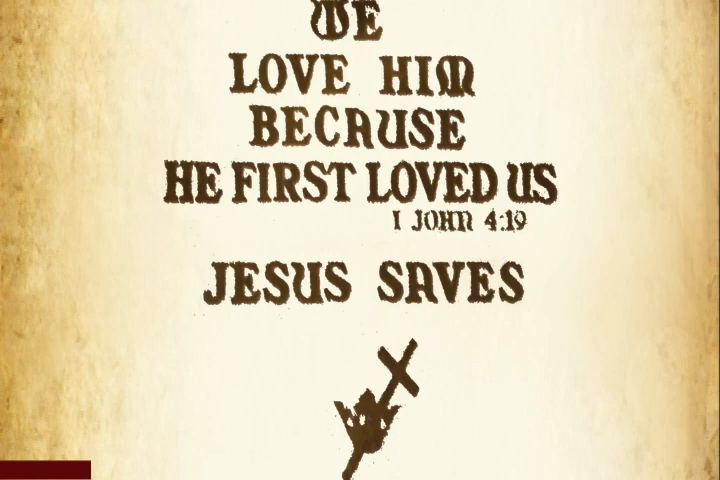 WE
LOVE HIM
BECAUSE
HE FIRST LOVED US
I JOHN 4:19
JESUS SAVES